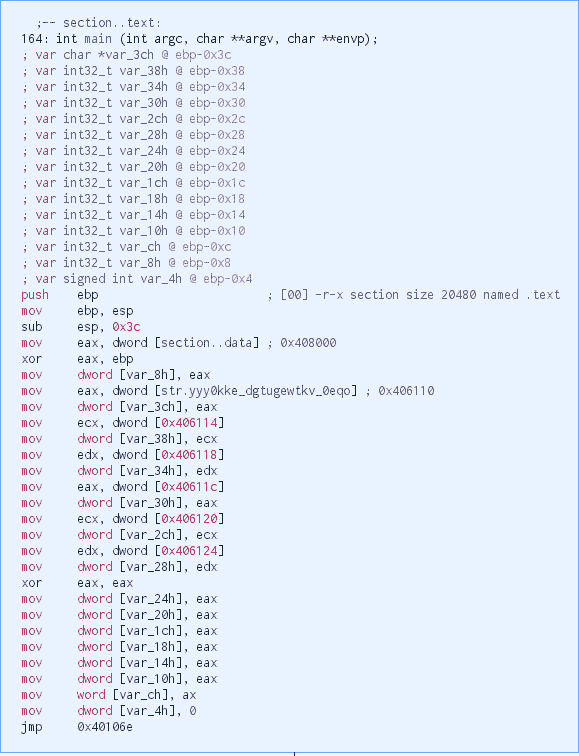 ;-- section..text:
164: int main (int argc, char **argv, char **envp);
; var char *var_3ch @ ebp-0x3c
; var int32_t var_38h @ ebp-0x38
; var int32_t var_34h @ ebp-0x34
; var int32_t var_30h @ ebp-0x30
; var int32_t var_2ch @ ebp-0x2c
; var int32_t var_28h @ ebp-0x28
; var int32_t var_24h @ ebp-0x24
; var int32_t var_20h @ ebp-0x20
; var int32_t var_1ch @ ebp-0x1c
; var int32_t var_18h @ ebp-0x18
; var int32_t var_14h @ ebp-0x14
; var int32_t var_10h @ ebp-0x10
; var int32_t var_ch @ ebp-0xc
; var int32_t var_8h @ ebp-0x8
; var signed int var_4h @ ebp-0x4
push ebp ; [00] -r-x section size 20480 named .text
mov ebp, esp
sub esp, 0x3c
mov eax, dword [section..data] ; 0x408000
xor eax, ebp
mov dword [var_8h], eax
mov eax, dword [str.yyy0kke_dgtugewtkv_0eqo] ; 0x406110
mov dword [var_3ch], eax
mov ecx, dword [0x406114]
mov dword [var_38h], ecx
mov edx, dword [0x406118]
mov dword [var_34h], edx
mov eax, dword [0x40611c]
mov dword [var_30h], eax
mov ecx, dword [0x406120]
mov dword [var_2ch], ecx
mov edx, dword [0x406124]
mov dword [var_28h], edx
xor eax, eax
mov dword [var_24h], eax
mov dword [var_20h], eax
mov dword [var_1ch], eax
mov dword [var_18h], eax
mov dword [var_14h], eax
mov dword [var_10h], eax
mov word [var_ch], ax
mov dword [var_4h], 0
jmp 0x40106e